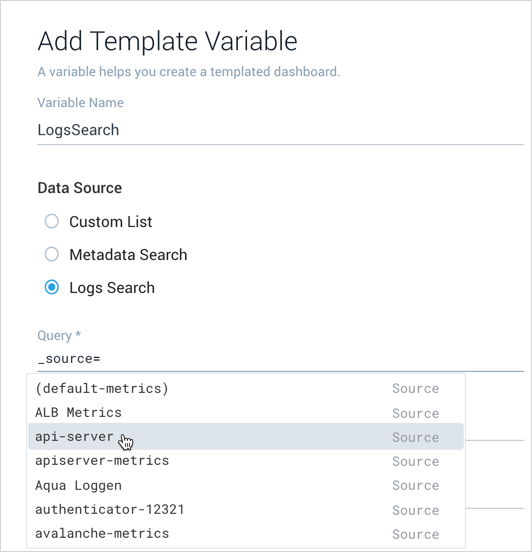 Add Template Variable
A variable helps you create a templated dashboard.
Variable Name
LogsSearch
Data Source
Custom List
Metadata Search
Logs Search
Query *
_source=
(default-metrics) Source
ALB Metrics Source
api-server Source
apiserver-metrics Source
Aqua Loggen Source
authenticator-12321 Source
avalanche-metrics Source